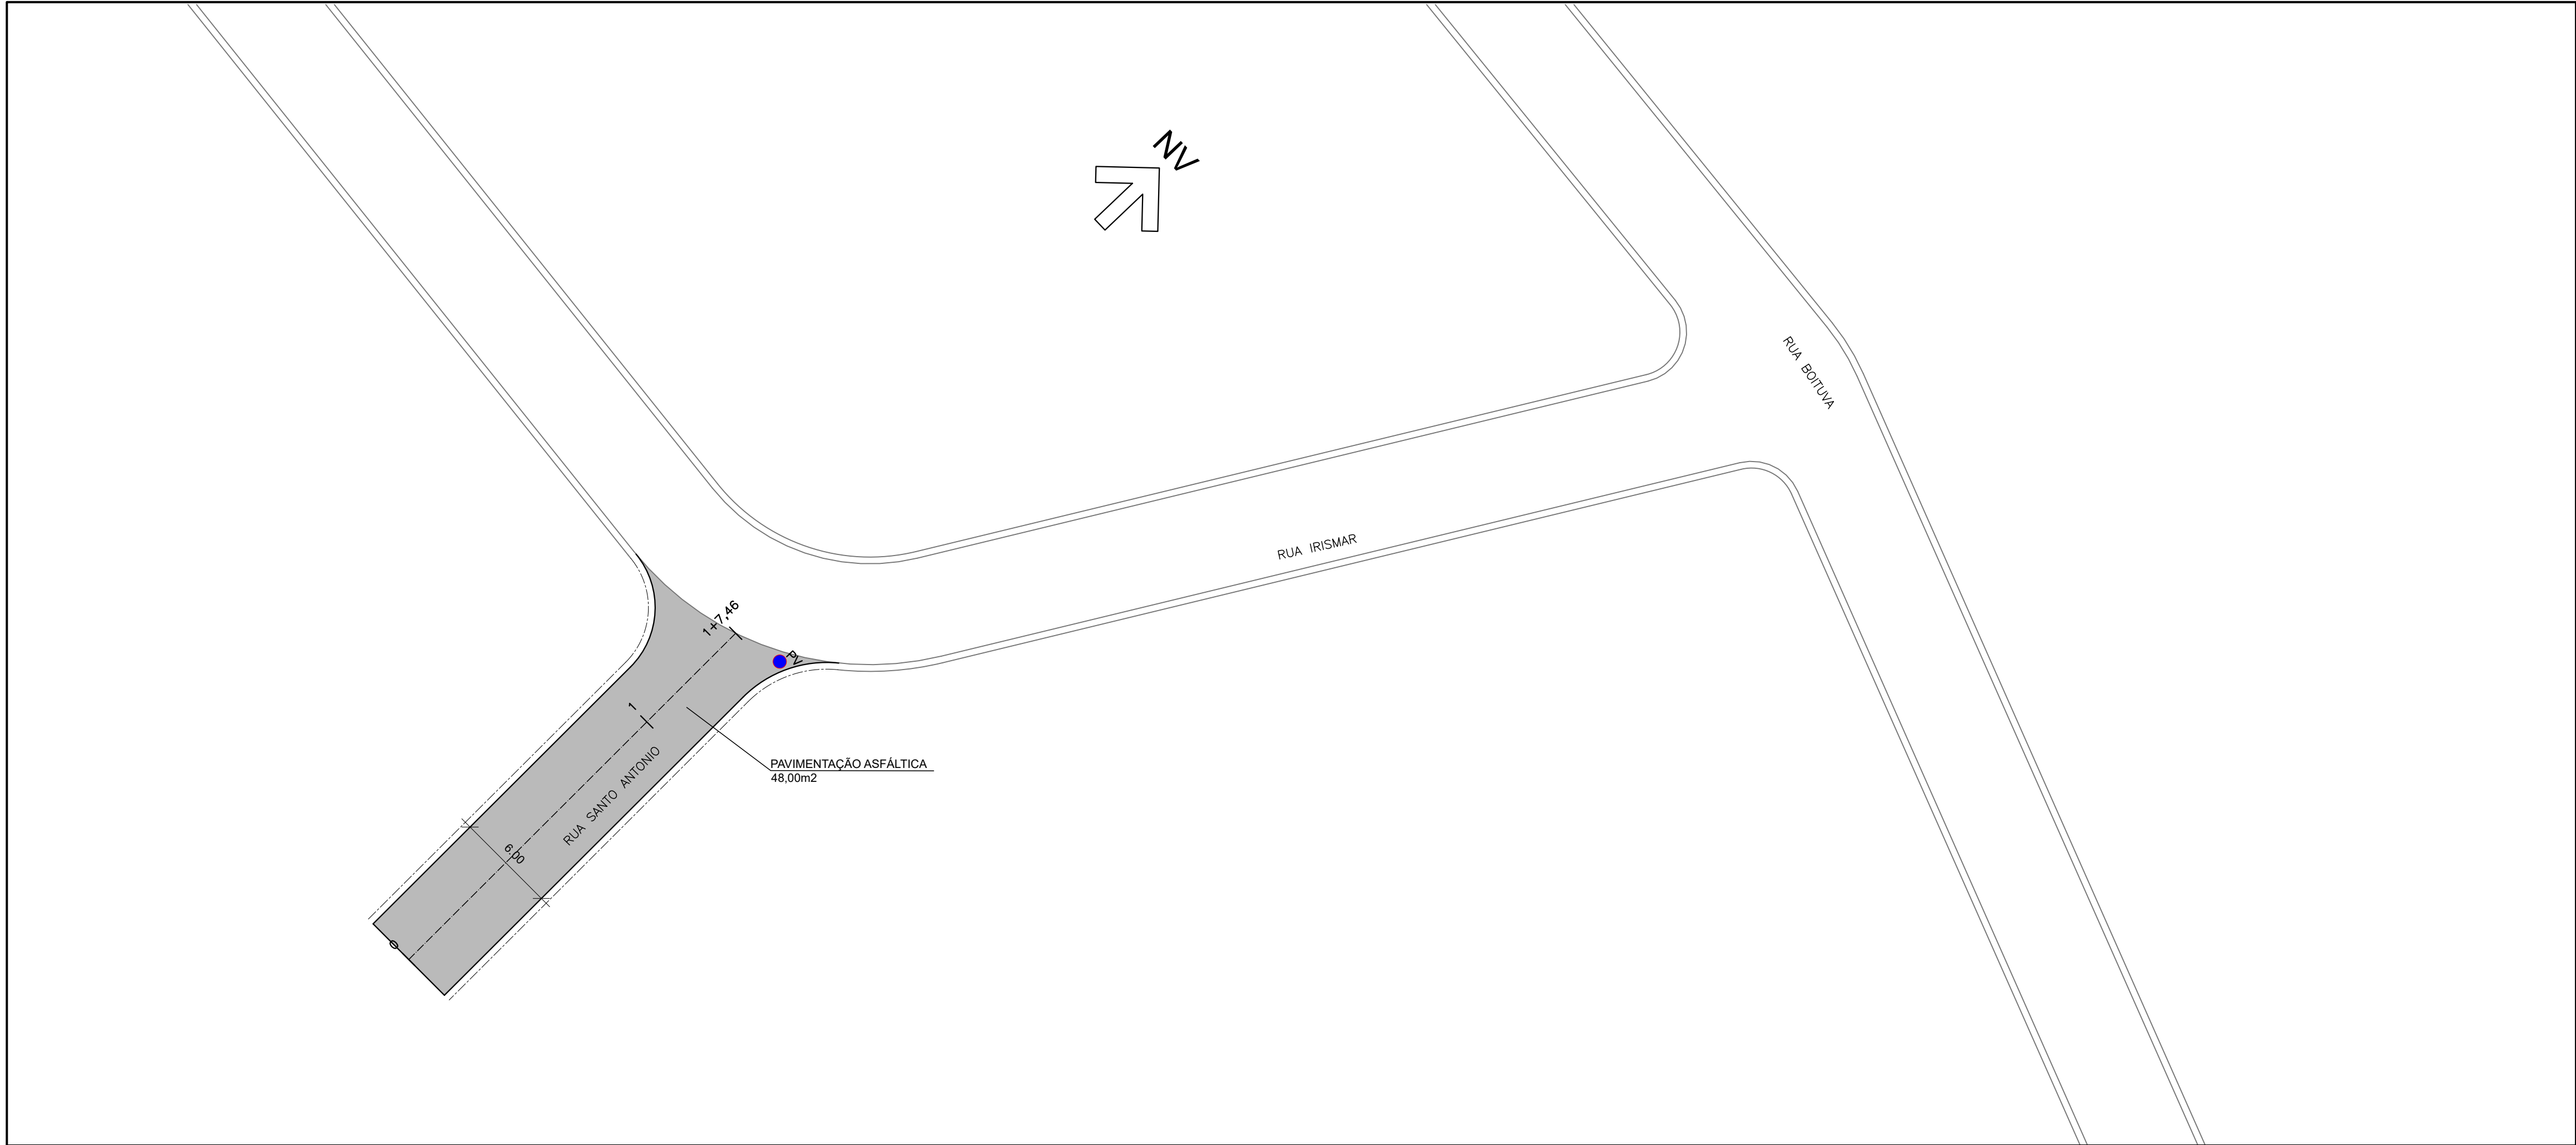 NV
RUA BOITUVA
RUA IRISMAR
1+7,46
PV
1
RUA SANTO ANTONIO
PAVIMENTAÇÃO ASFÁLTICA
48,00m2
6.00
0